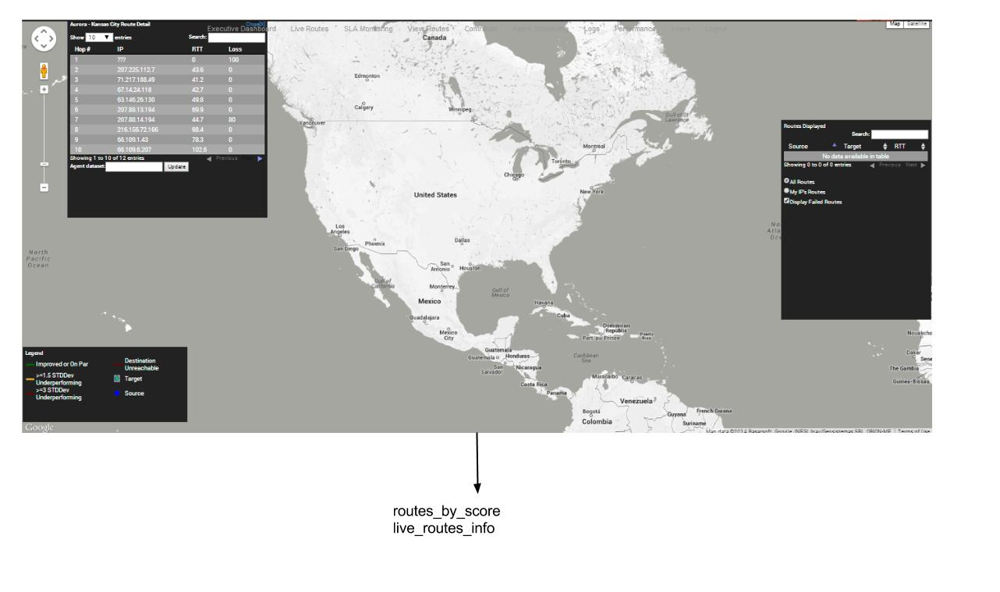 Aurora - Kansas City Route Detail
Close[X]
Executive Dashboard Live Routes SLA Monitoring View Routes Contribute Agent Scheduling Logs Performance Users Logout
Map Satellite
Show 10 entries Search:
Hop # IP RTT Loss
1 ??? 0 100
2 207.225.112.7 43.6 0
3 71.217.188.49 41.2 0
4 67.14.24.118 42.7 0
5 63.146.26.130 49.8 0
6 207.88.13.194 69.9 0
7 207.88.14.194 44.7 80
8 216.156.72.166 98.4 0
9 66.109.1.43 78.3 0
10 66.109.6.207 102.6 0
Showing 1 to 10 of 12 entries Previous Next
Agent dataset: Update
Canada
Edmonton
Calgary
Winnipeg
Vancouver
Gulf of St
Lawrence
Montreal
Toronto
Chicago
New York
United States
Los
Angeles
San Diego
Phoenix
Dallas
San
Antonio
Houston
Gulf of
California
Monterrey
Gulf of
Mexico
Mexico
Guadalajara
Mexico
City
Havana
Cuba
Dominican
Republic
Port-au-Prince
Puerto
Rico
Guatemala
Guatemala
Honduras
San
Salvador
Nicaragua
Caribbean
Sea
Costa Rica
Panama
Maracaibo
Caracas
Venezuela
Bogotá
Colombia
Guyana
French Guiana
Suriname
North
Pacific
Ocean
No
Atla
Oce
Routes Displayed
Search:
Source Target RTT
No data available in table
Showing 0 to 0 of 0 entries Previous Next
All Routes
My IP's Routes
Display Failed Routes
Nouakcho
Dakar
Sene
The Gambia
Guinea-Bissau
Legend
Improved or On Par
>=1.5 STDDev
Underperforming
>=3 STDDev
Underperforming
Destination
Unreachable
Target
Source
Google
Map data ©2014 Basarsoft, Google, INEGI, Inav/Geosistemas SRL, ORION-ME Terms of Use
routes_by_score
live_routes_info